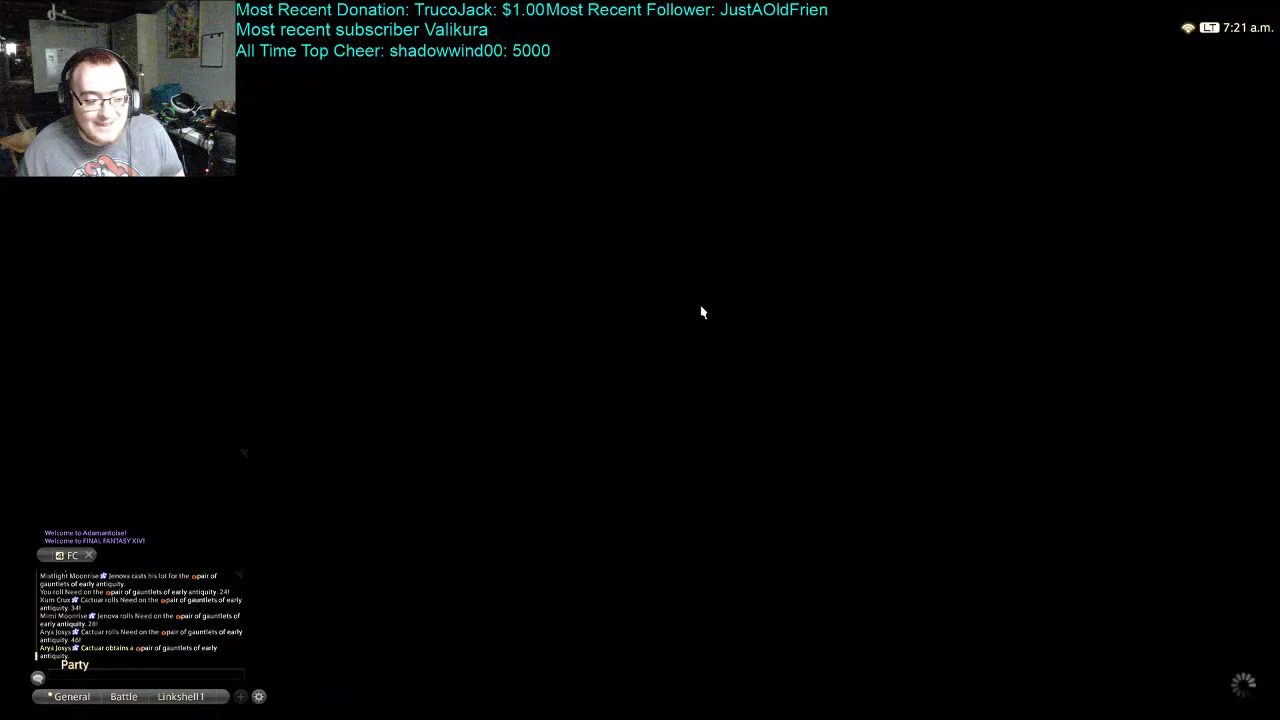 Most Recent Donation: TrucoJack: $1.00Most Recent Follower: JustAOldFrien
Most recent subscriber Valikura
All Time Top Cheer: shadowwind00: 5000
LT 7:21 a.m.
Welcome to Adamantoise!
Welcome to FINAL FANTASY XIV!
4 FC
Mistlight Moonrise Jenova casts his lot for the pair of
gauntlets of early antiquity.
You roll Need on the pair of gauntlets of early antiquity. 24!
Xum Crux Cactuar rolls Need on the pair of gauntlets of early
antiquity. 34!
Mimi Moonrise Jenova rolls Need on the pair of gauntlets of
early antiquity. 28!
Arya Josys Cactuar rolls Need on the pair of gauntlets of early
antiquity. 46!
Arya Josys Cactuar obtains a pair of gauntlets of early
antiquity.
Party
General Battle Linkshell1